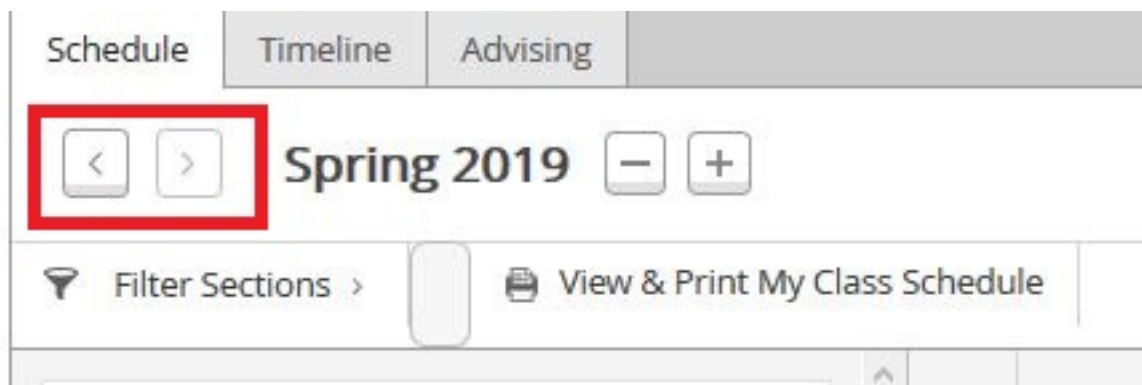 Schedule Timeline Advising
< > Spring 2019 − +
Filter Sections > View & Print My Class Schedule